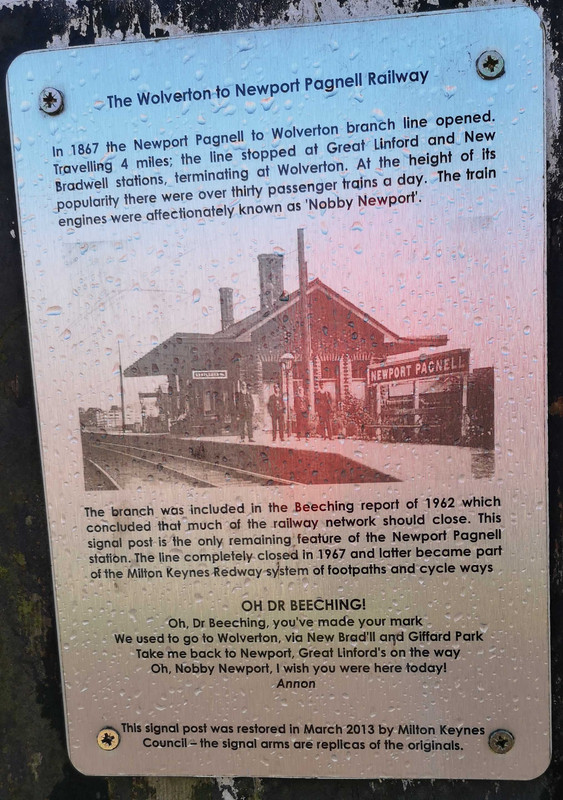 The Wolverton to Newport Pagnell Railway
In 1867 the Newport Pagnell to Wolverton branch line opened.
Travelling 4 miles; the line stopped at Great Linford and New
Bradwell stations, terminating at Wolverton. At the height of its
popularity there were over thirty passenger trains a day. The train
engines were affectionately known as 'Nobby Newport'.
NEWPORT PAGNELL
The branch was included in the Beeching report of 1962 which
concluded that much of the railway network should close. This
signal post is the only remaining feature of the Newport Pagnell
station. The line completely closed in 1967 and latter became part
of the Milton Keynes Redway system of footpaths and cycle ways
OH DR BEECHING!
Oh, Dr Beeching, you've made your mark
We used to go to Wolverton, via New Brad'll and Giffard Park
Take me back to Newport, Great Linford's on the way
Oh, Nobby Newport, I wish you were here today!
Annon
This signal post was restored in March 2013 by Milton Keynes
Council – the signal arms are replicas of the originals.